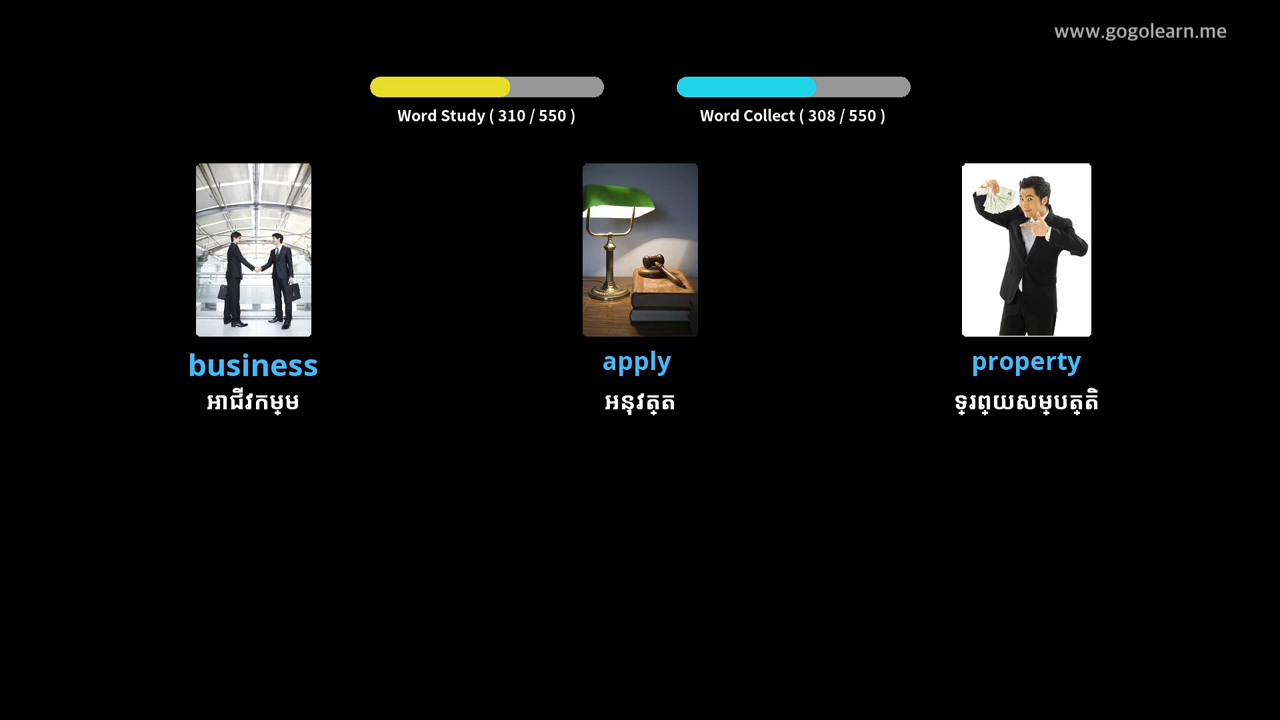 www.gogolearn.me
Word Study ( 310 / 550 )
Word Collect ( 308 / 550 )
business
apply
property
អាជីវកម្ម
អនុវត្ត
ទ្រព្យសម្បត្តិ